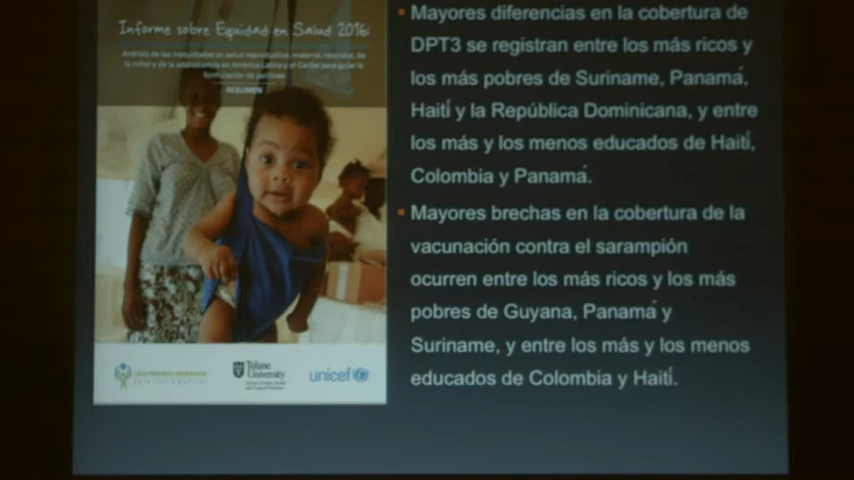 Informe sobre Equidad en Salud 2016:
Análisis de las inequidades en salud reproductiva, materna, neonatal, de
la niñez y de la adolescencia en América Latina y el Caribe para guiar la
formulación de políticas
RESUMEN
Tulane
University
unicef
• Mayores diferencias en la cobertura de
DPT3 se registran entre los más ricos y
los más pobres de Suriname, Panamá,
Haití y la República Dominicana, y entre
los más y los menos educados de Haití,
Colombia y Panamá.
• Mayores brechas en la cobertura de la
vacunación contra el sarampión
ocurren entre los más ricos y los más
pobres de Guyana, Panamá y
Suriname, y entre los más y los menos
educados de Colombia y Haití.